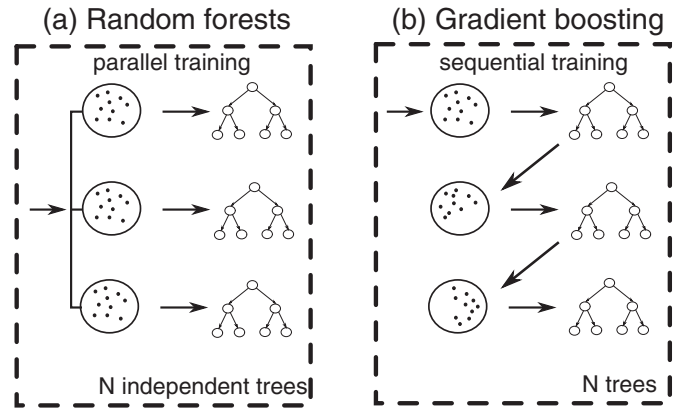 (a) Random forests
parallel training
N independent trees
(b) Gradient boosting
sequential training
N trees